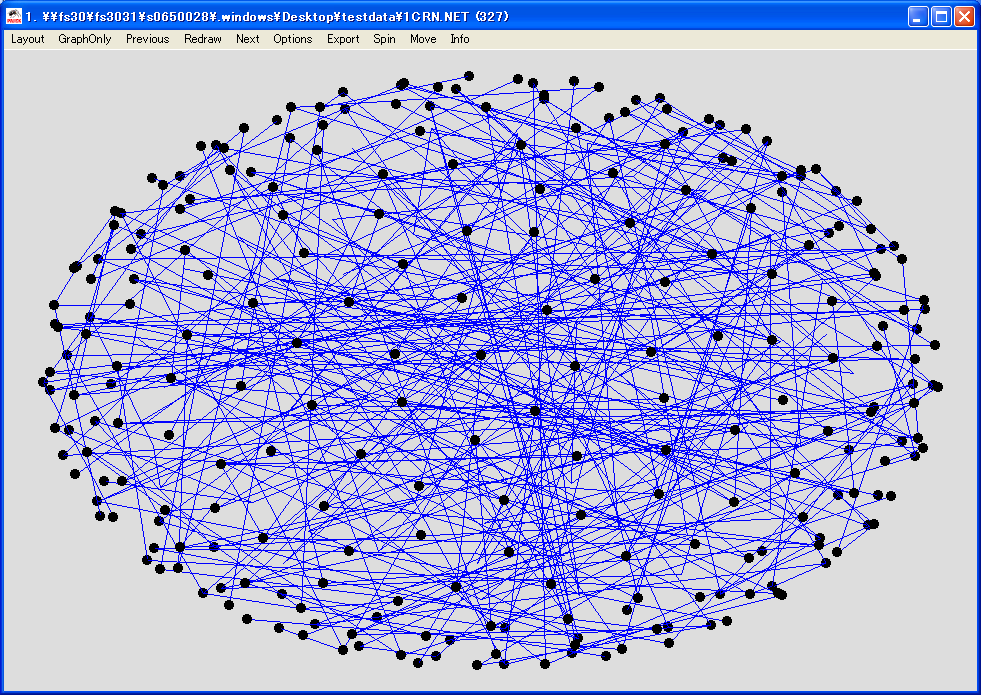 1. ¥¥fs30¥fs3031¥s0650028¥.windows¥Desktop¥testdata¥1CRN.NET (327)
Layout GraphOnly Previous Redraw Next Options Export Spin Move Info